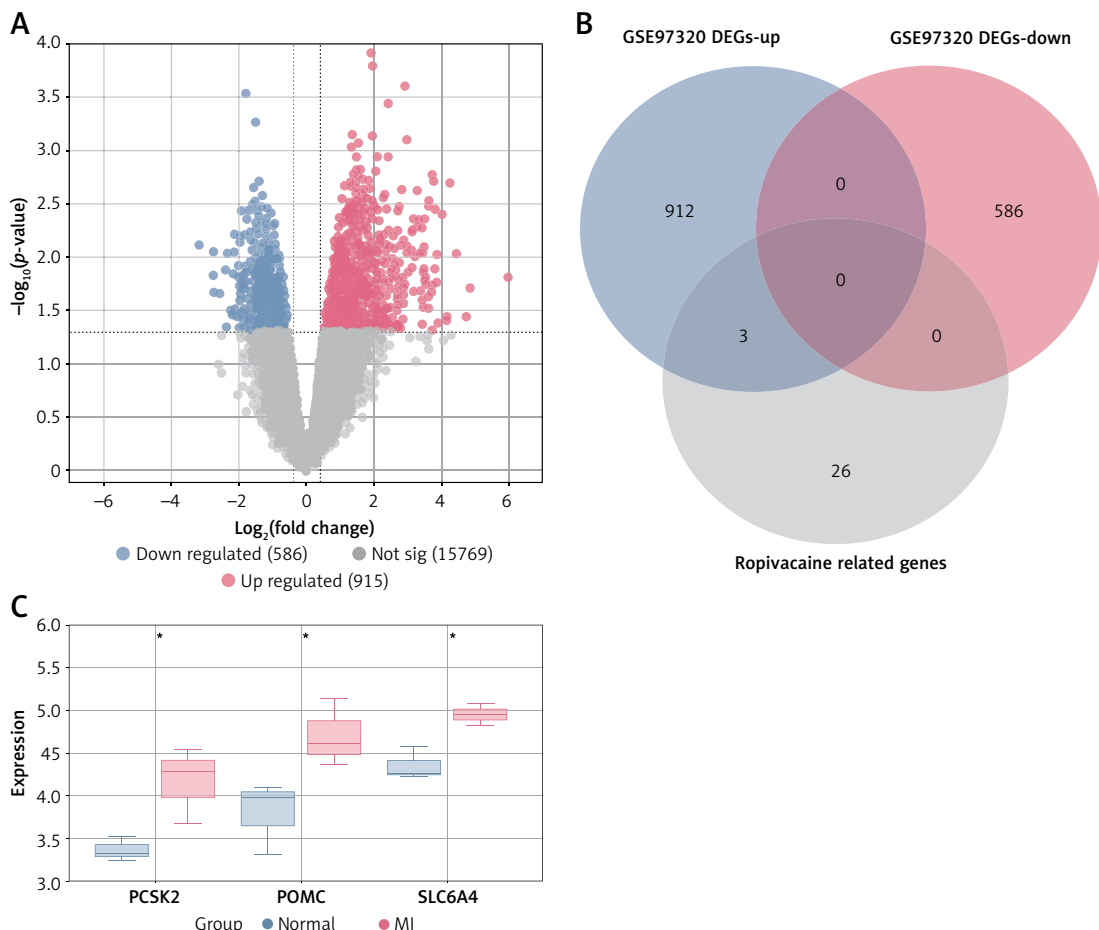 A
4.0
3.5
3.0
2.5
2.0
1.5
1.0
0.5
0
–log10(p-value)
–6 –4 –2 0 2 4 6
Log2(fold change)
Down regulated (586) Not sig (15769)
Up regulated (915)
B
GSE97320 DEGs-up GSE97320 DEGs-down
0
912 586
0
3 0
26
Ropivacaine related genes
C
6.0
5.5
5.0
4.5
4.0
3.5
3.0
Expression
* * *
PCSK2 POMC SLC6A4
Group Normal MI